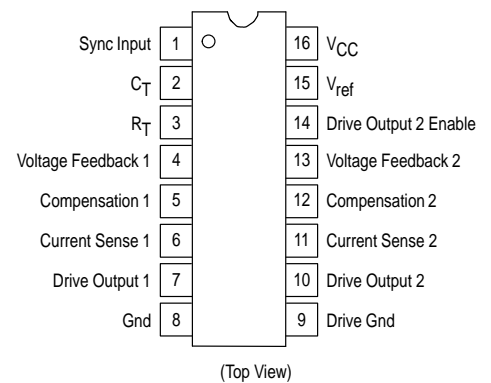 Sync Input 1 16 VCC
CT 2 15 Vref
RT 3 14 Drive Output 2 Enable
Voltage Feedback 1 4 13 Voltage Feedback 2
Compensation 1 5 12 Compensation 2
Current Sense 1 6 11 Current Sense 2
Drive Output 1 7 10 Drive Output 2
Gnd 8 9 Drive Gnd
(Top View)